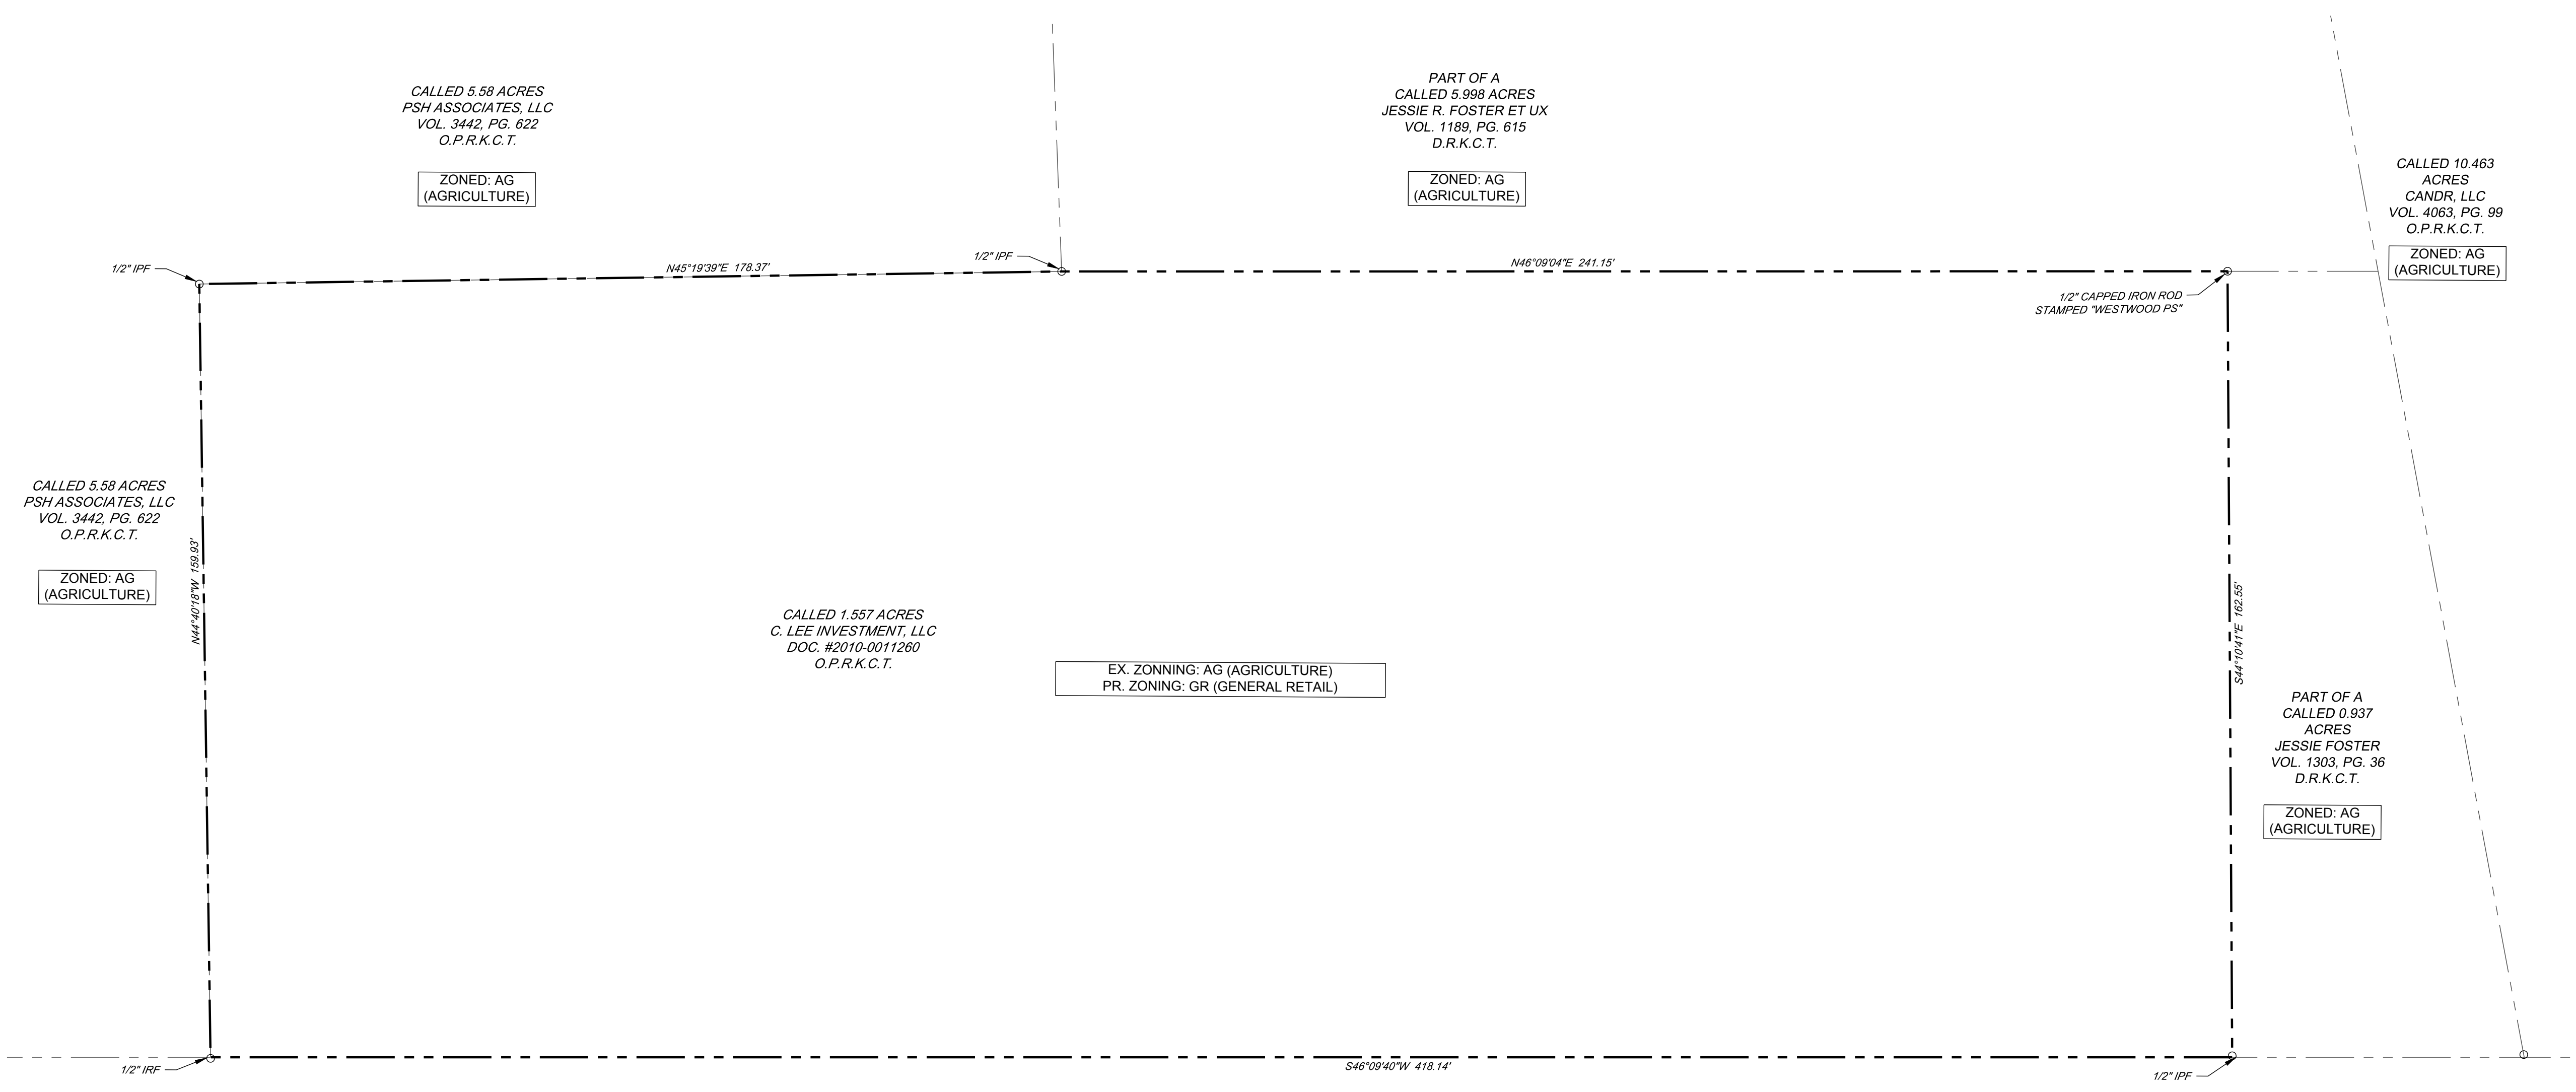 CALLED 5.58 ACRES
PSH ASSOCIATES, LLC
VOL. 3442, PG. 622
O.P.R.K.C.T.
ZONED: AG
(AGRICULTURE)
PART OF A
CALLED 5.998 ACRES
JESSIE R. FOSTER ET UX
VOL. 1189, PG. 615
D.R.K.C.T.
ZONED: AG
(AGRICULTURE)
CALLED 10.463
ACRES
CANDR, LLC
VOL. 4063, PG. 99
O.P.R.K.C.T.
ZONED: AG
(AGRICULTURE)
1/2" IPF
N45°19'39"E 178.37'
1/2" IPF
N46°09'04"E 241.15'
1/2" CAPPED IRON ROD
STAMPED "WESTWOOD PS"
CALLED 5.58 ACRES
PSH ASSOCIATES, LLC
VOL. 3442, PG. 622
O.P.R.K.C.T.
ZONED: AG
(AGRICULTURE)
N44°40'18"W 159.93'
CALLED 1.557 ACRES
C. LEE INVESTMENT, LLC
DOC. #2010-0011260
O.P.R.K.C.T.
EX. ZONNING: AG (AGRICULTURE)
PR. ZONING: GR (GENERAL RETAIL)
S44°10'41"E 162.55'
PART OF A
CALLED 0.937
ACRES
JESSIE FOSTER
VOL. 1303, PG. 36
D.R.K.C.T.
ZONED: AG
(AGRICULTURE)
1/2" IRF
S46°09'40"W 418.14'
1/2" IPF